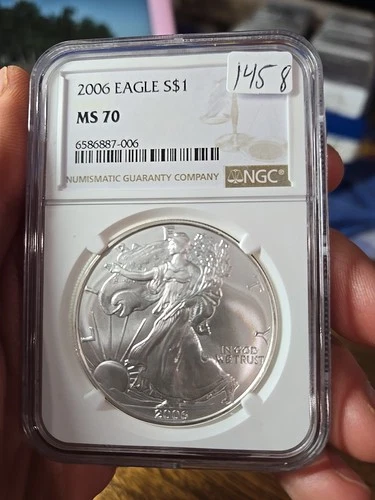 2006 EAGLE S$1
1458
MS 70
6586887-006
NUMISMATIC GUARANTY COMPANY
NGC®
LIBERTY
IN GOD
WE TRUST
2006